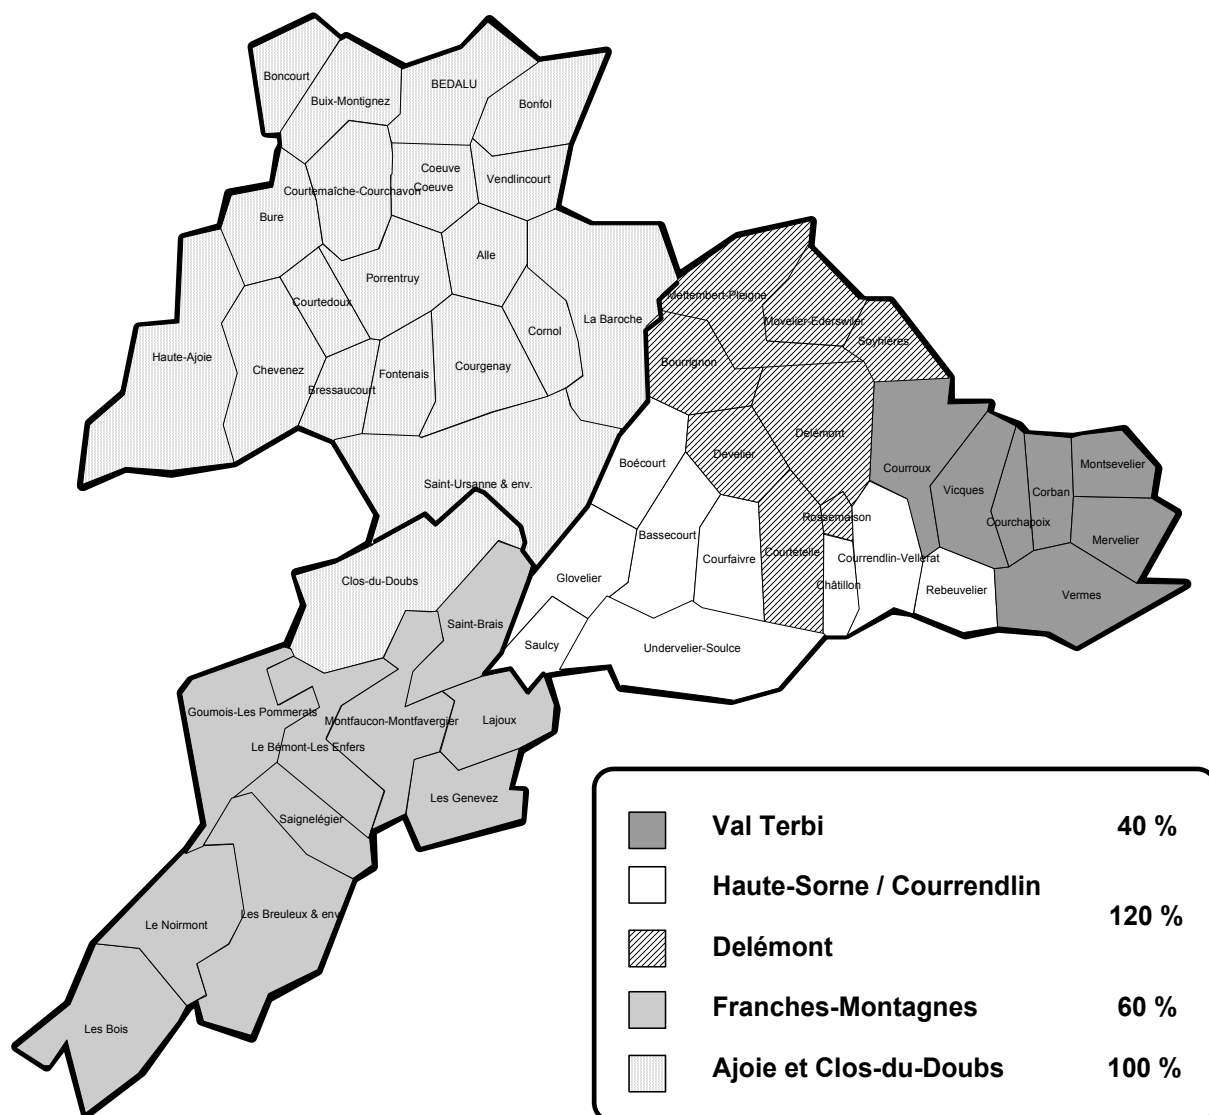 Boncourt
Buix-Montignez
BEDALU
Bonfol
Courtemaîche-Courchavon
Coeuve
Coeuve
Vendlincourt
Bure
Alle
Porrentruy
Courtedoux
La Baroche
Cornol
Haute-Ajoie
Chevenez
Bressaucourt
Fontenais
Courgenay
Saint-Ursanne & env.
Clos-du-Doubs
Mettembert-Pleigne
Movelier-Ederswiler
Soyhières
Bourrignon
Delémont
Develier
Boécourt
Courroux
Vicques
Courchapoix
Corban
Montsevelier
Mervelier
Vermes
Rossemaison
Bassecourt
Courfaivre
Courtételle
Courrendlin-Vellerat
Châtillon
Rebeuvelier
Glovelier
Saulcy
Undervelier-Soulce
Saint-Brais
Goumois-Les Pommerats
Montfaucon-Montfavergier
Lajoux
Le Bémont-Les Enfers
Les Genevez
Saignelégier
Les Breuleux & env.
Le Noirmont
Les Bois
Val Terbi 40 %
Haute-Sorne / Courrendlin
120 %
Delémont
Franches-Montagnes 60 %
Ajoie et Clos-du-Doubs 100 %